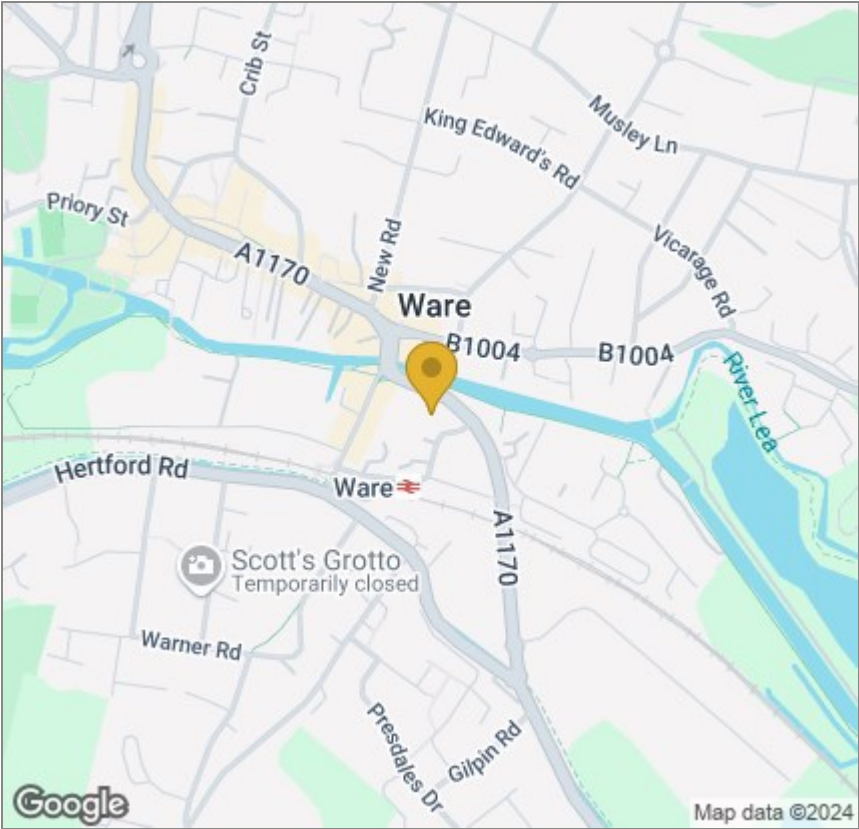 Crib St
Musley Ln
King Edward's Rd
Priory St
New Rd
A1170
Vicarage Rd
Ware
B1004
B1004
River Lea
Hertford Rd
Ware
A1170
Scott's Grotto
Temporarily closed
Warner Rd
Presdales Dr
Gilpin Rd
Google
Map data ©2024